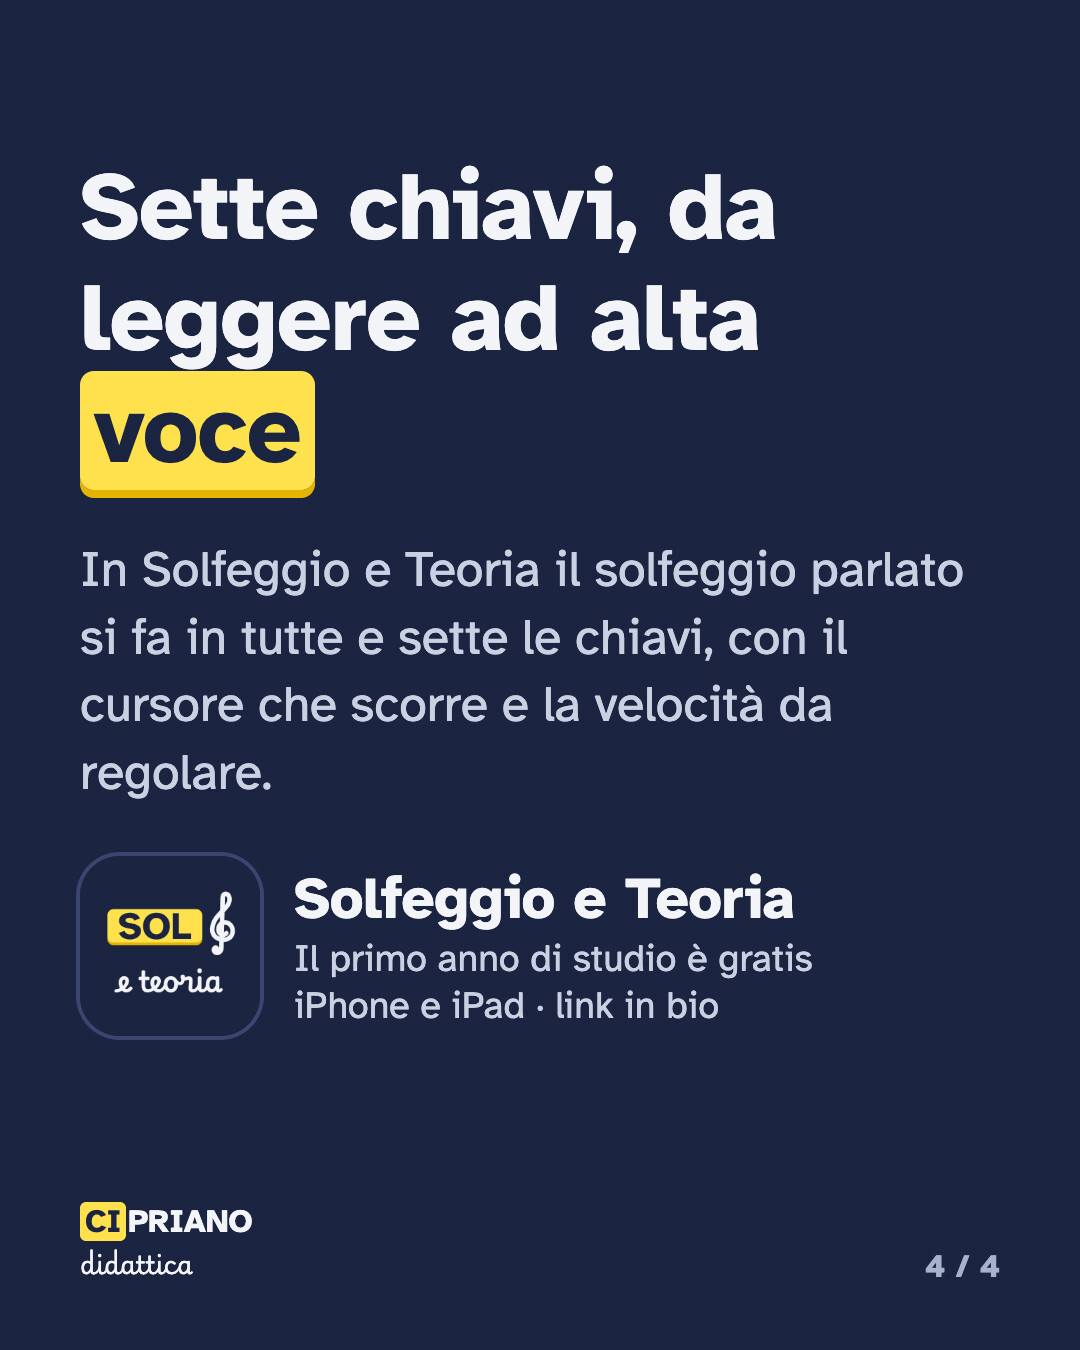 Sette chiavi, da
leggere ad alta
voce
In Solfeggio e Teoria il solfeggio parlato
si fa in tutte e sette le chiavi, con il
cursore che scorre e la velocità da
regolare.
SOL
e teoria
Solfeggio e Teoria
Il primo anno di studio è gratis
iPhone e iPad · link in bio
CIPRIANO
didattica
4 / 4